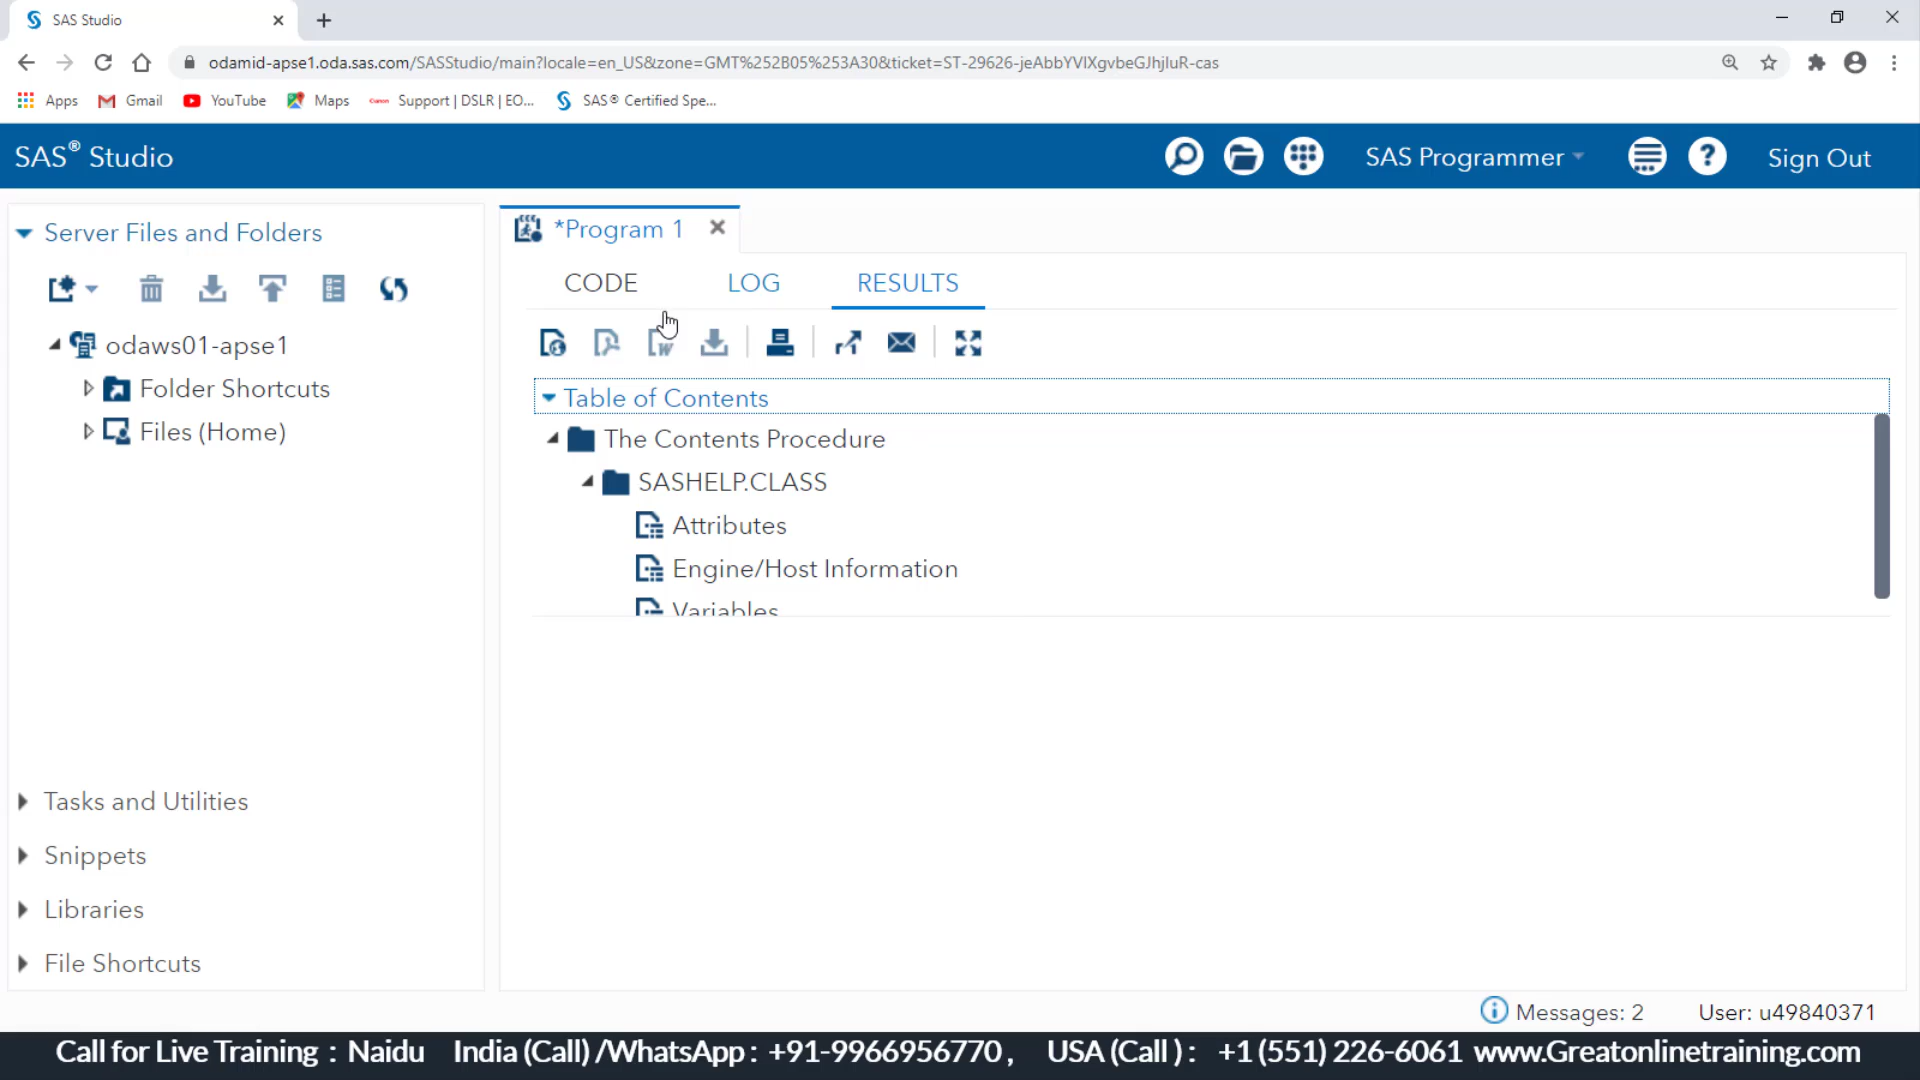 SAS Studio
odamid-apse1.oda.sas.com/SASStudio/main?locale=en_US&zone=GMT%252B05%253A30&ticket=ST-29626-jeAbbYVlXgvbeGJhjluR-cas
Apps Gmail YouTube Maps Canon Support | DSLR | EO... SAS® Certified Spe...
SAS® Studio SAS Programmer Sign Out
Server Files and Folders
odaws01-apse1
Folder Shortcuts
Files (Home)
Tasks and Utilities
Snippets
Libraries
File Shortcuts
*Program 1
CODE LOG RESULTS
Table of Contents
The Contents Procedure
SASHELP.CLASS
Attributes
Engine/Host Information
Variables
Messages: 2 User: u49840371
Call for Live Training : Naidu India (Call) /WhatsApp : +91-9966956770 , USA (Call ) : +1 (551) 226-6061 www.Greatonlinetraining.com